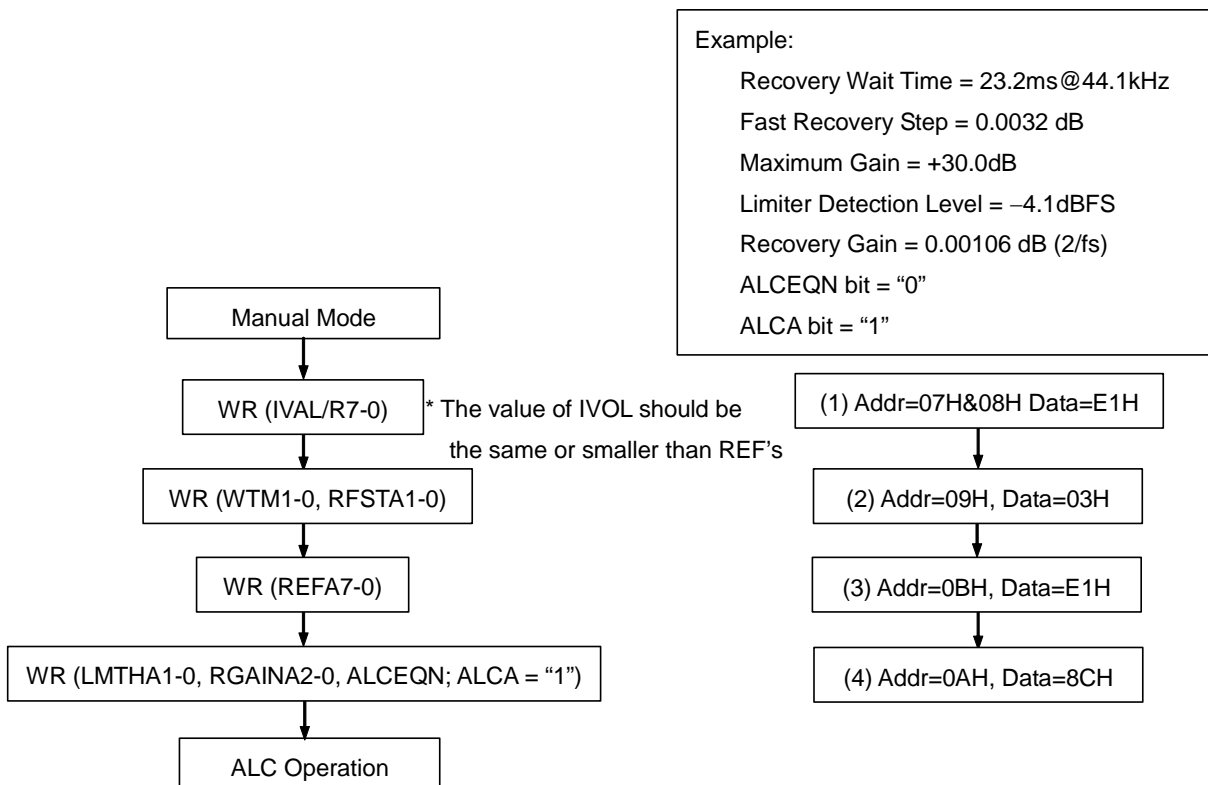 Example:
Recovery Wait Time = 23.2ms@44.1kHz
Fast Recovery Step = 0.0032 dB
Maximum Gain = +30.0dB
Limiter Detection Level = −4.1dBFS
Recovery Gain = 0.00106 dB (2/fs)
ALCEQN bit = “0”
ALCA bit = “1”
Manual Mode
WR (IVAL/R7-0)
* The value of IVOL should be
the same or smaller than REF’s
WR (WTM1-0, RFSTA1-0)
WR (REFA7-0)
WR (LMTHA1-0, RGAINA2-0, ALCEQN; ALCA = “1”)
ALC Operation
(1) Addr=07H&08H Data=E1H
(2) Addr=09H, Data=03H
(3) Addr=0BH, Data=E1H
(4) Addr=0AH, Data=8CH